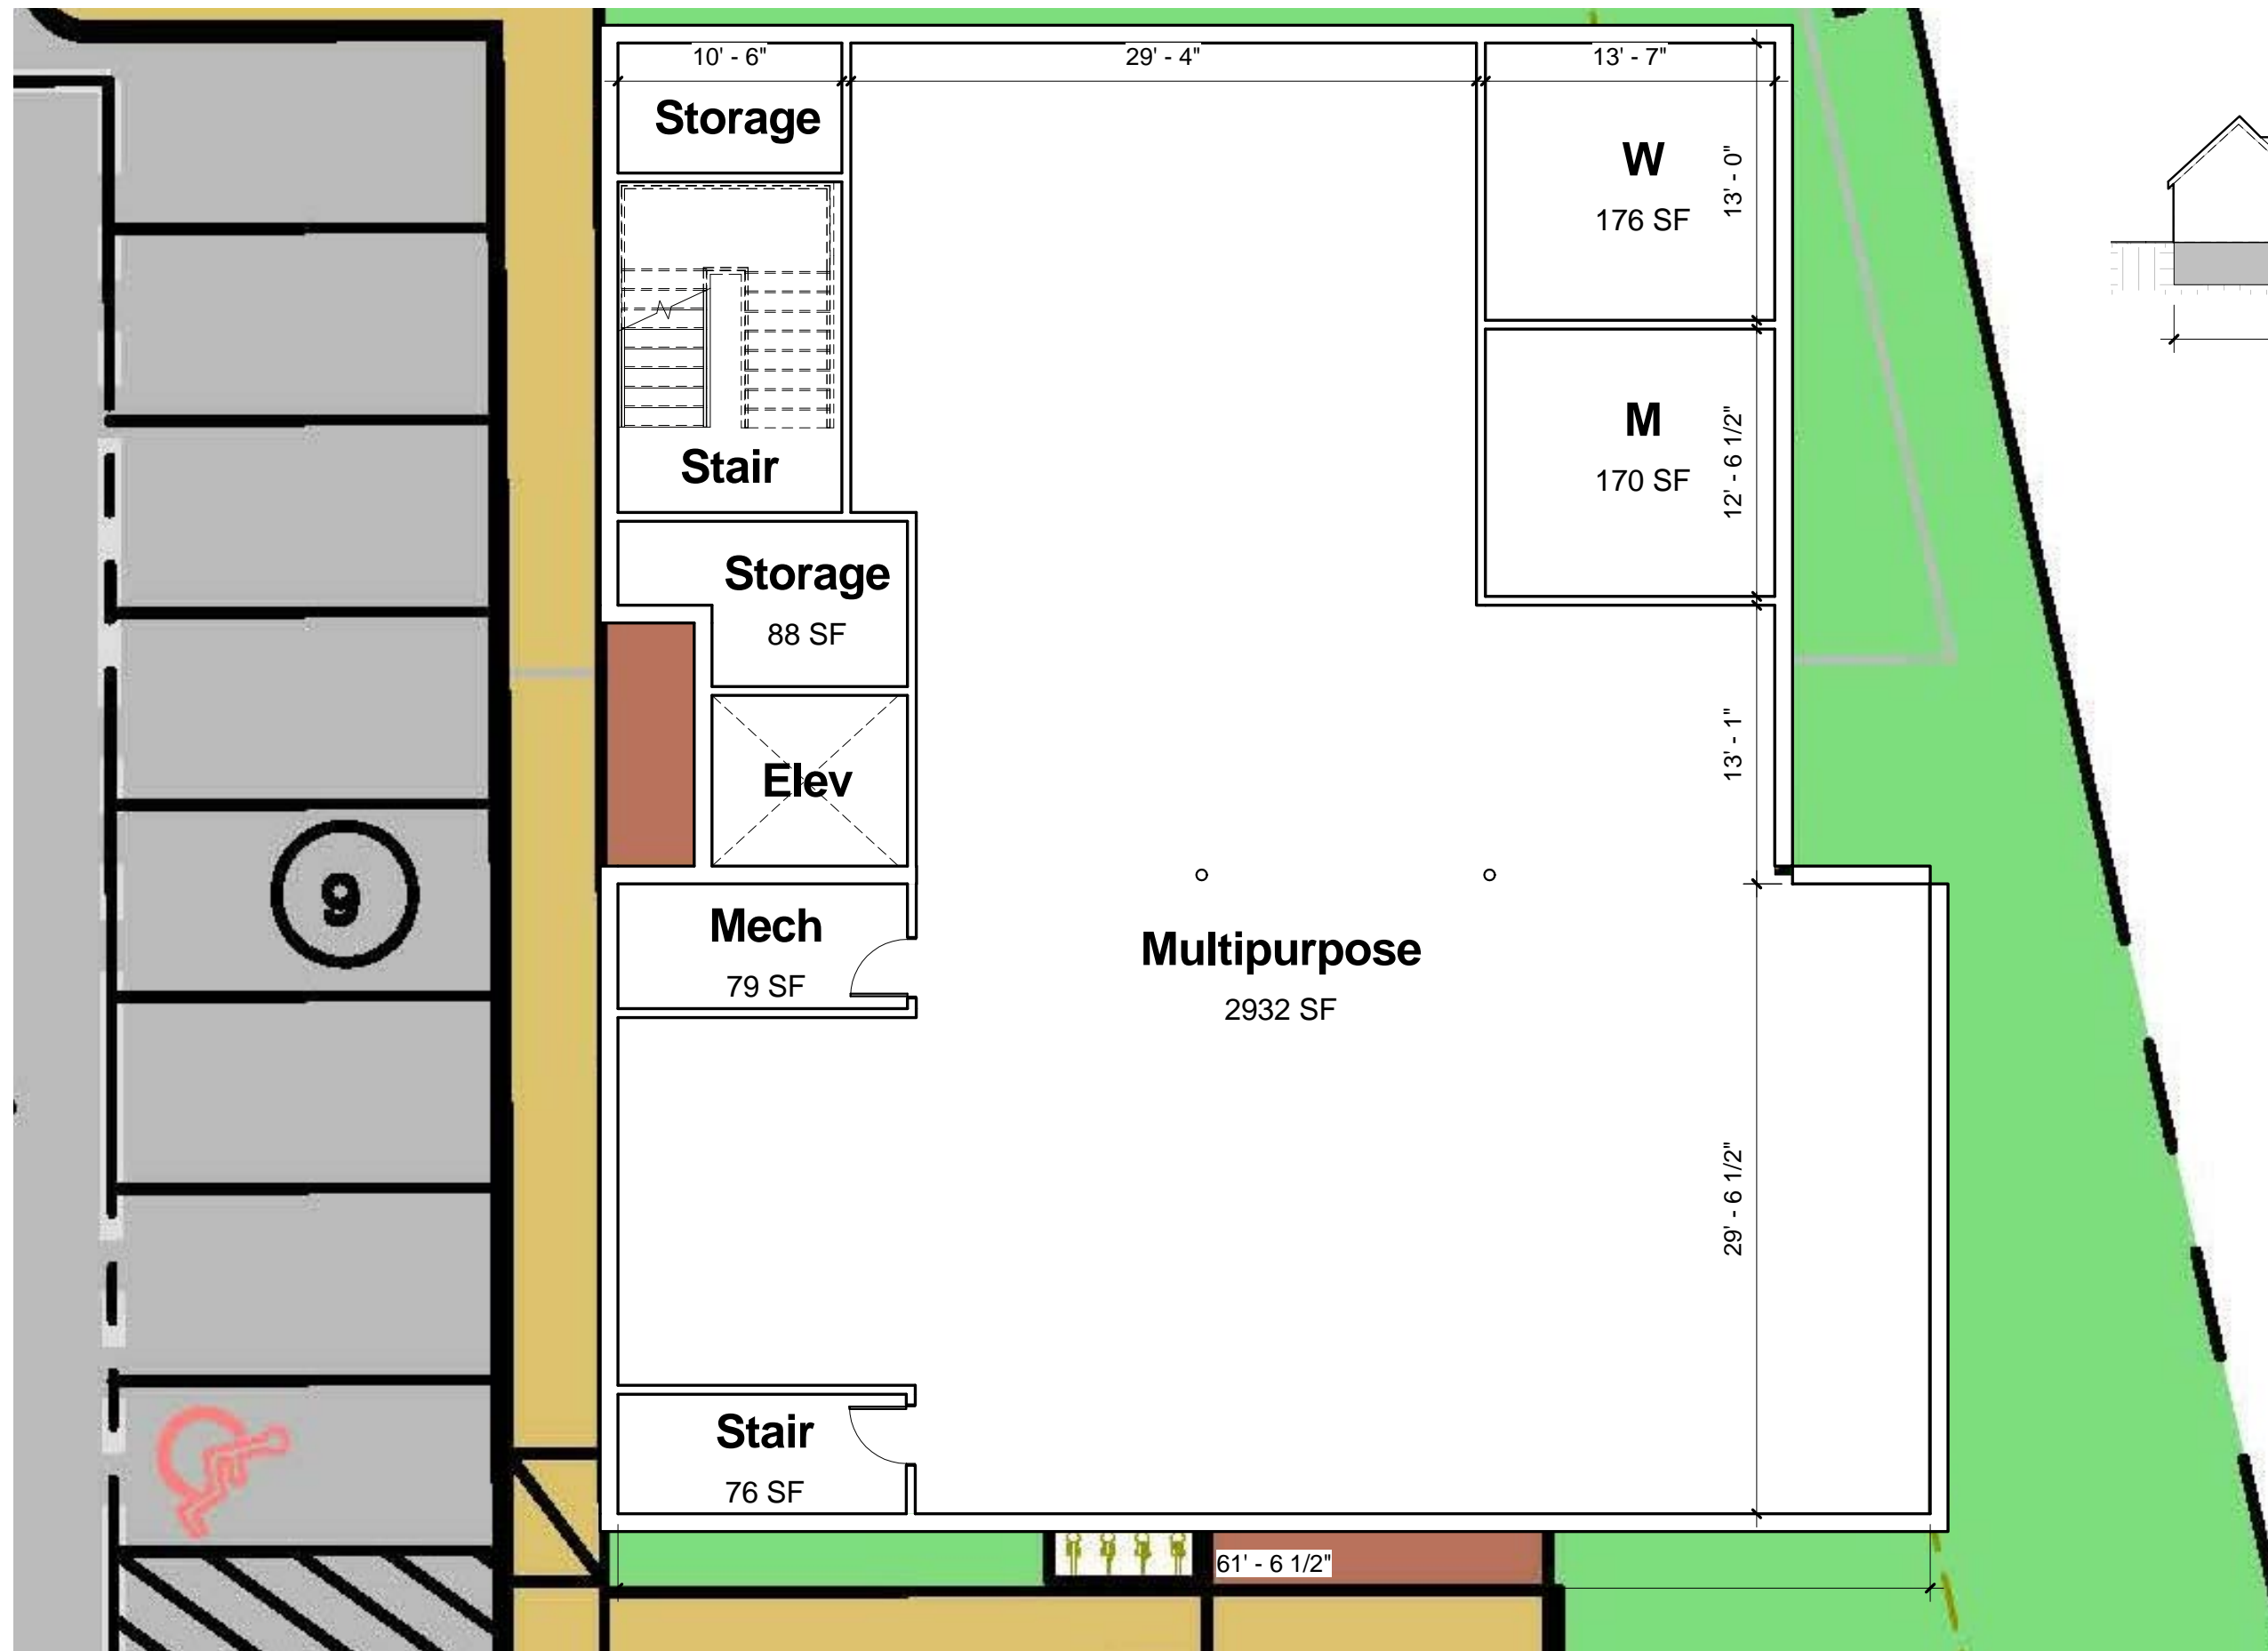 10' - 6"
29' - 4"
13' - 7"
Storage
W
176 SF
13' - 0"
M
170 SF
12' - 6 1/2"
Stair
Storage
88 SF
13' - 1"
Elev
9
Mech
79 SF
Multipurpose
2932 SF
29' - 6 1/2"
Stair
76 SF
61' - 6 1/2"